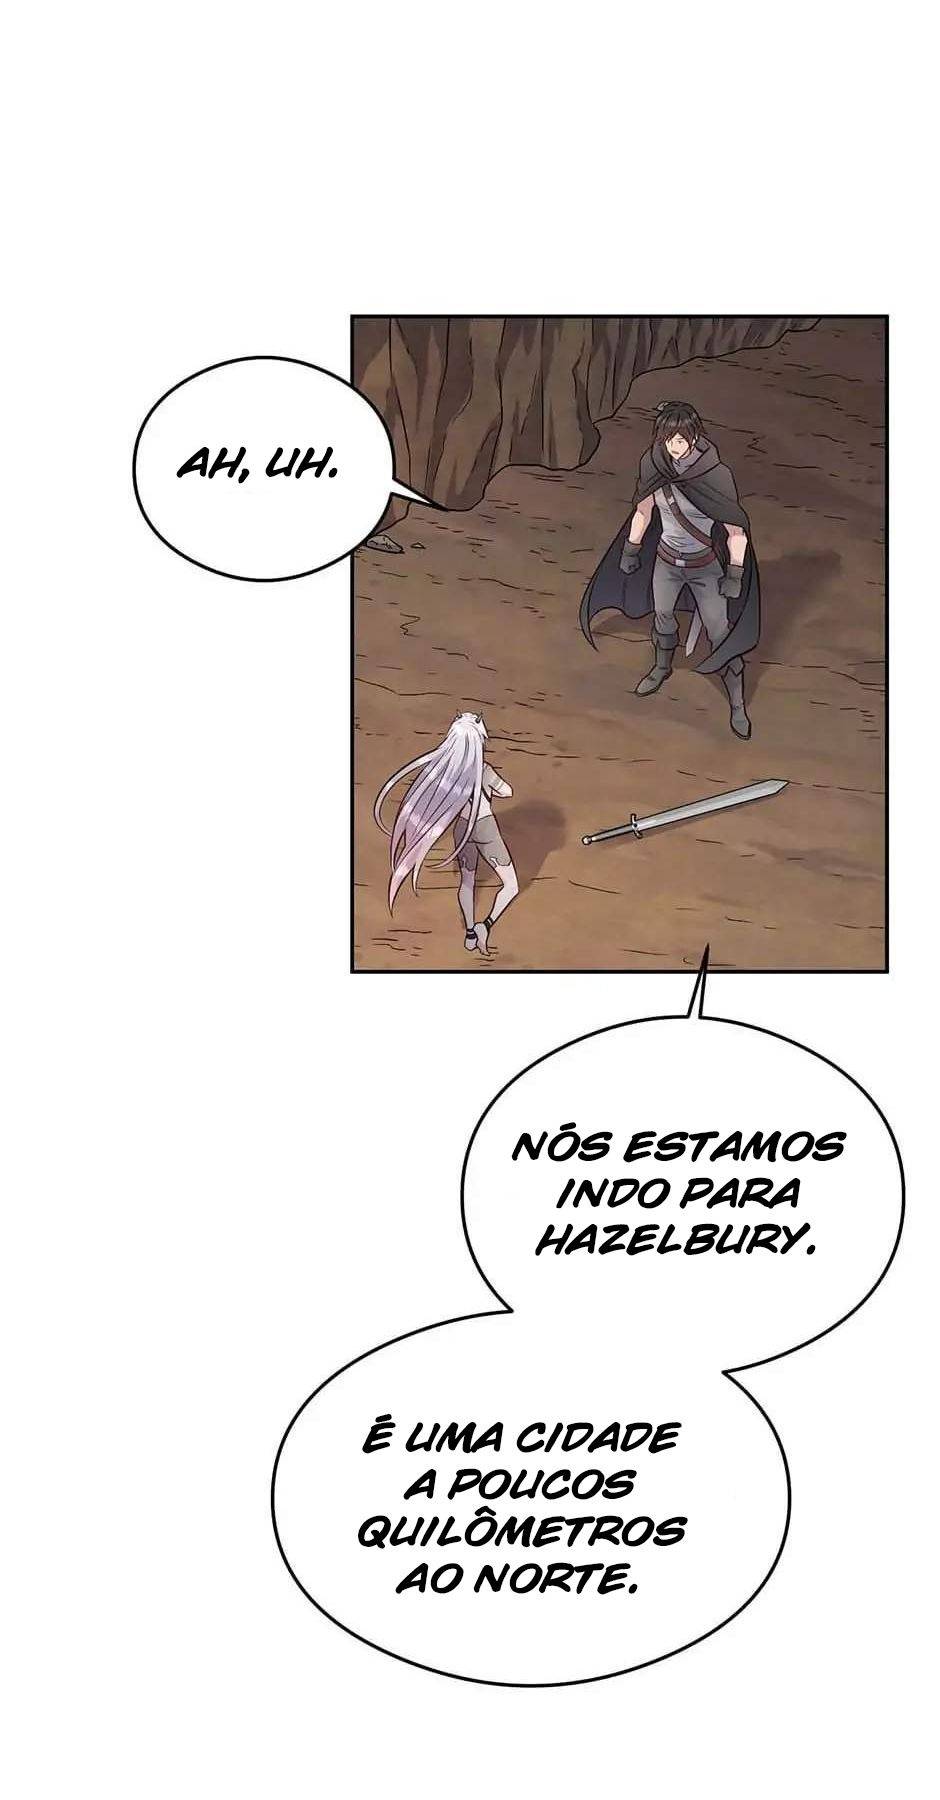 AH, UH.
NÓS ESTAMOS
INDO PARA
HAZELBURY.
É UMA CIDADE
A POUCOS
QUILÔMETROS
AO NORTE.